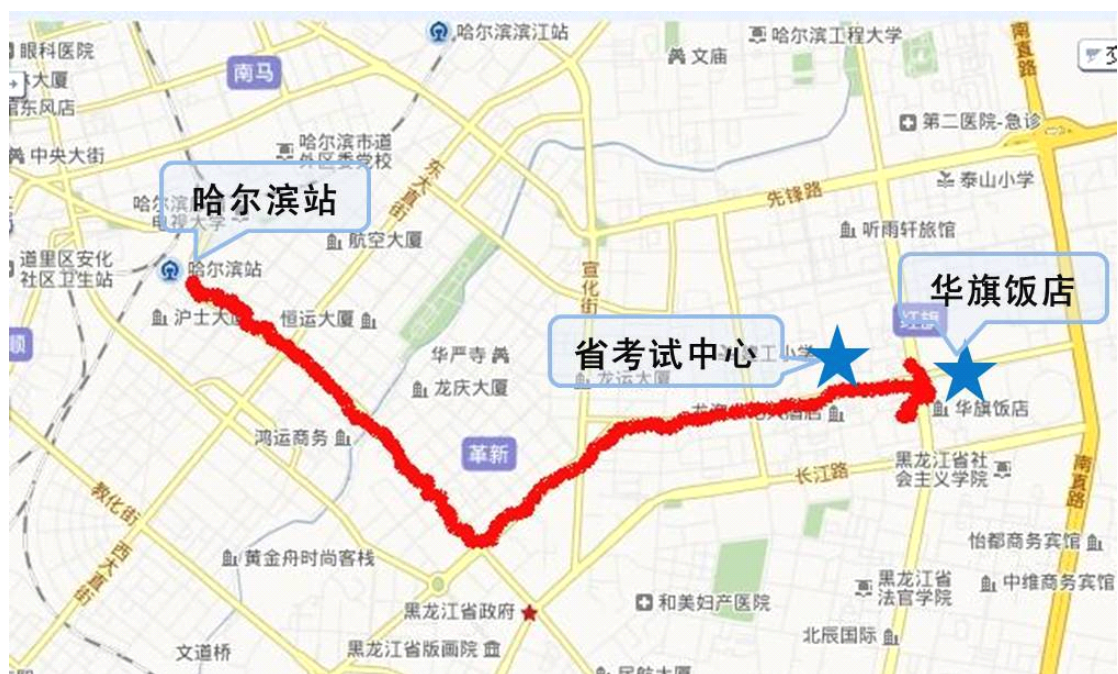 哈尔滨滨江站
眼科医院
南马
文庙
哈尔滨工程大学
南直路
大厦
东风店
第二医院-急诊
哈尔滨市道
外区委党校
中央大街
东大直街
先锋路
泰山小学
哈尔滨站
航空大厦
听雨轩旅馆
道里区安化
社区卫生站
哈尔滨站
宣化街
华旗饭店
恒运大厦
顺
省考试中心
华严寺
龙运大厦
龙庆大厦
华旗饭店
鸿运商务
革新
长江路
黑龙江省社
会主义学院
南直路
教化街
西大直街
黄金舟时尚客栈
怡都商务宾馆
黑龙江省政府
和美妇产医院
黑龙江省
法官学院
中维商务宾馆
文道桥
黑龙江省版画院
北辰国际
民航大厦